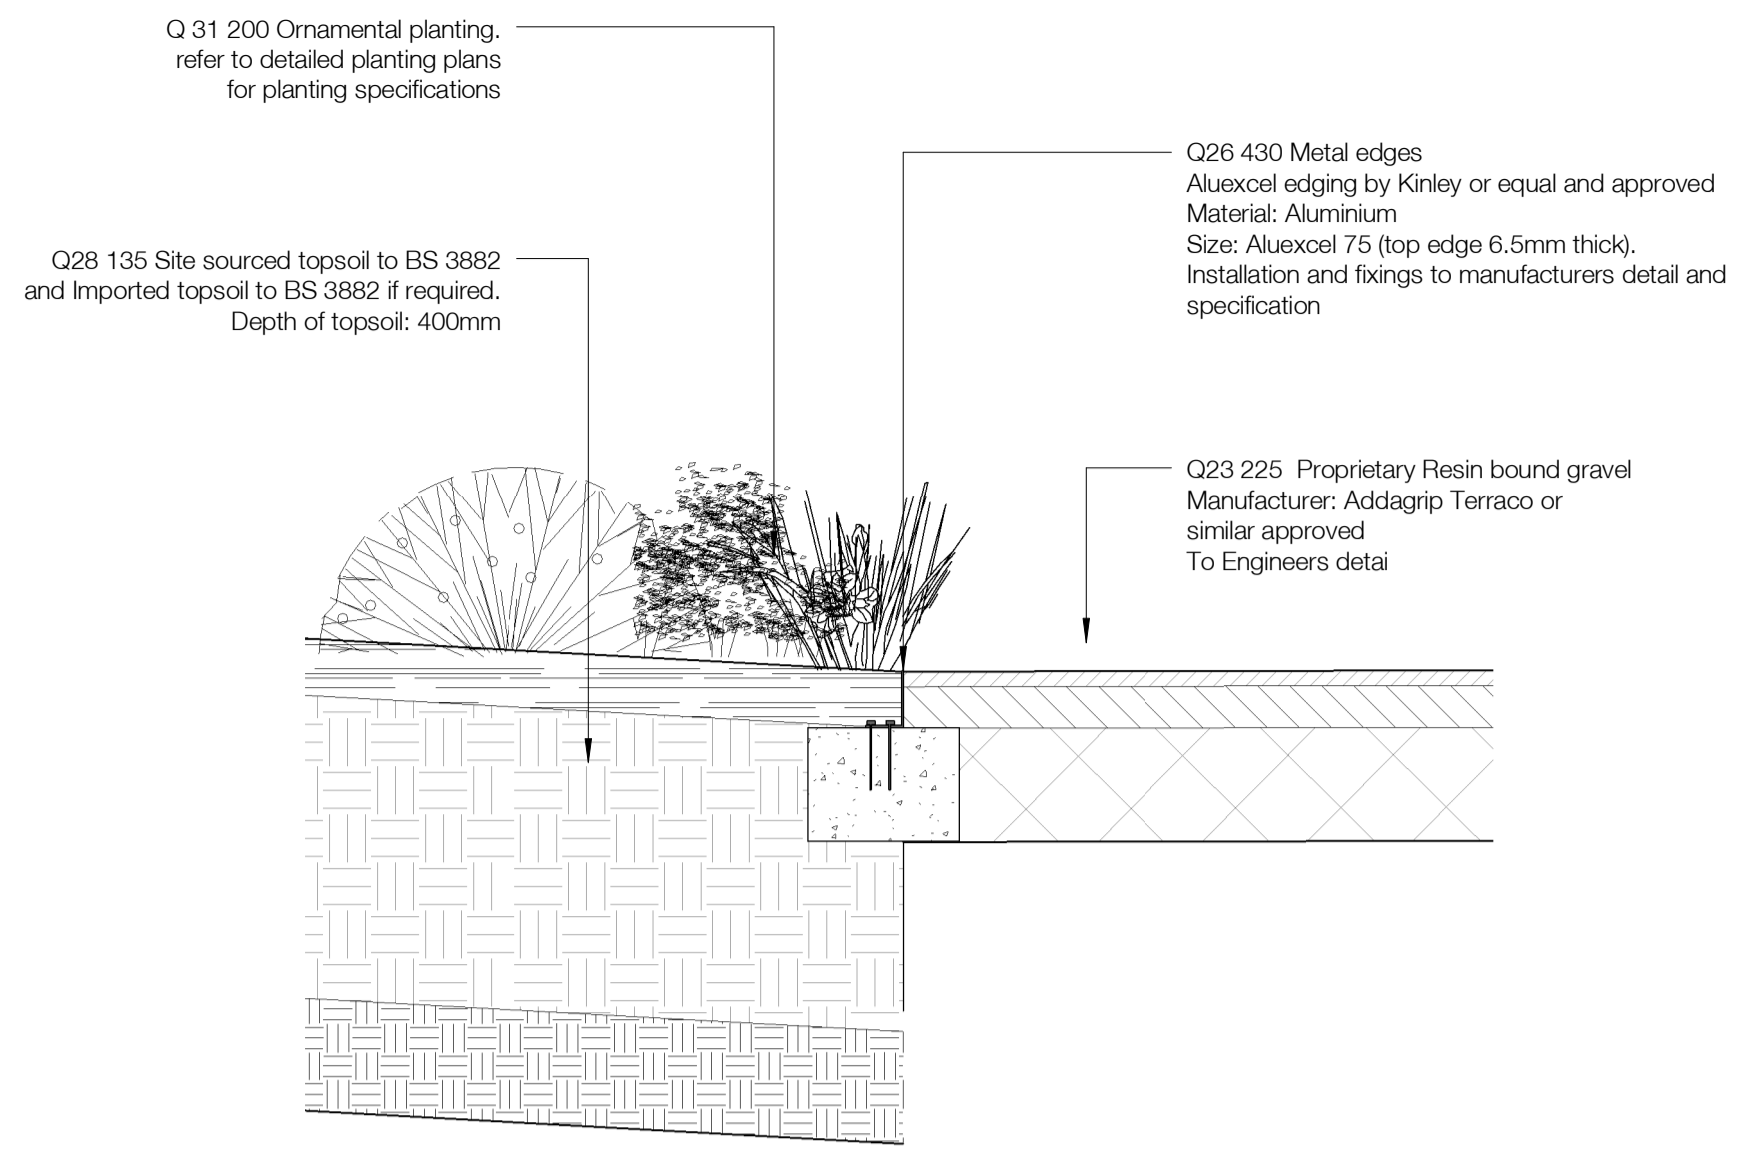 Q 31 200 Ornamental planting.
refer to detailed planting plans
for planting specifications
Q26 430 Metal edges
Aluexcel edging by Kinley or equal and approved
Material: Aluminium
Size: Aluexcel 75 (top edge 6.5mm thick).
Installation and fixings to manufacturers detail and
specification
Q28 135 Site sourced topsoil to BS 3882
and Imported topsoil to BS 3882 if required.
Depth of topsoil: 400mm
Q23 225 Proprietary Resin bound gravel
Manufacturer: Addagrip Terraco or
similar approved
To Engineers detai